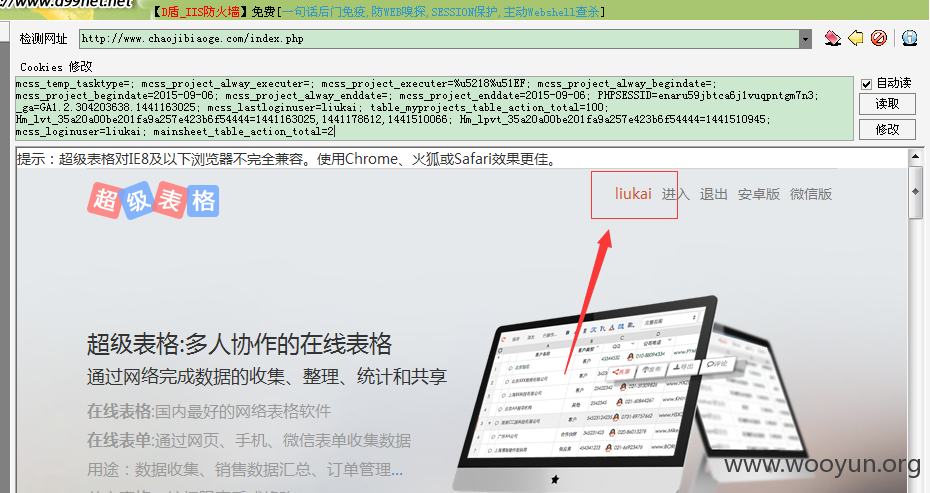 ://www.d99net.net
【D盾_IIS防火墙】免费[一句话后门免疫,防WEB嗅探,SESSION保护,主动Webshell查杀]
检测网址 http://www.chaojibiaoge.com/index.php
Cookies 修改
mcss_temp_tasktype=; mcss_project_alway_executer=; mcss_project_executer=%u5218%u51EF; mcss_project_alway_begindate=;
mcss_project_begindate=2015-09-06; mcss_project_alway_enddate=; mcss_project_enddate=2015-09-06; PHPSESSID=enaru59jbtca6j1vuqpntgm7n3;
_ga=GA1.2.304203638.1441163025; mcss_lastloginuser=liukai; table_myprojects_table_action_total=100;
Hm_lvt_35a20a00be201fa9a257e423b6f54444=1441163025,1441178612,1441510066; Hm_lpvt_35a20a00be201fa9a257e423b6f54444=1441510945;
mcss_loginuser=liukai; mainsheet_table_action_total=2
自动读
读取
修改
提示：超级表格对IE8及以下浏览器不完全兼容。使用Chrome、火狐或Safari效果更佳。
超级表格
liukai 进入 退出 安卓版 微信版
超级表格:多人协作的在线表格
通过网络完成数据的收集、整理、统计和共享
在线表格:国内最好的网络表格软件
在线表单:通过网页、手机、微信表单收集数据
用途：数据收集、销售数据汇总、订单管理...
共享 发布 导出 评论
www.wooyun.org